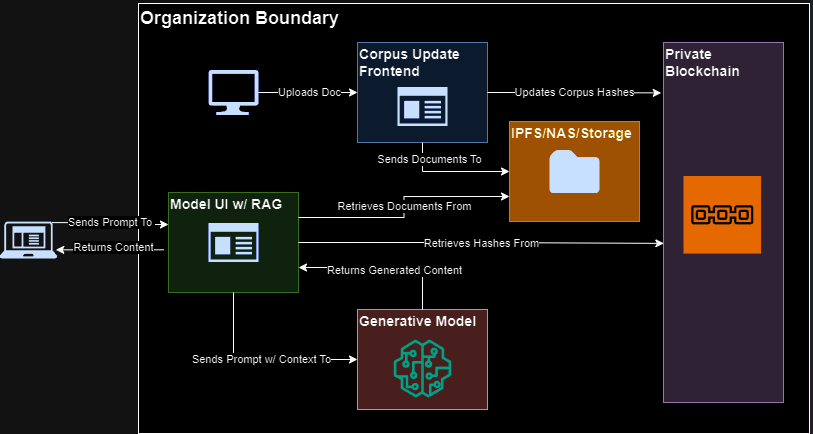 Organization Boundary
Corpus Update
Frontend
Private
Blockchain
Uploads Doc
Updates Corpus Hashes
IPFS/NAS/Storage
Sends Documents To
Model UI w/ RAG
Retrieves Documents From
Sends Prompt To
Returns Content
Retrieves Hashes From
Returns Generated Content
Generative Model
Sends Prompt w/ Context To